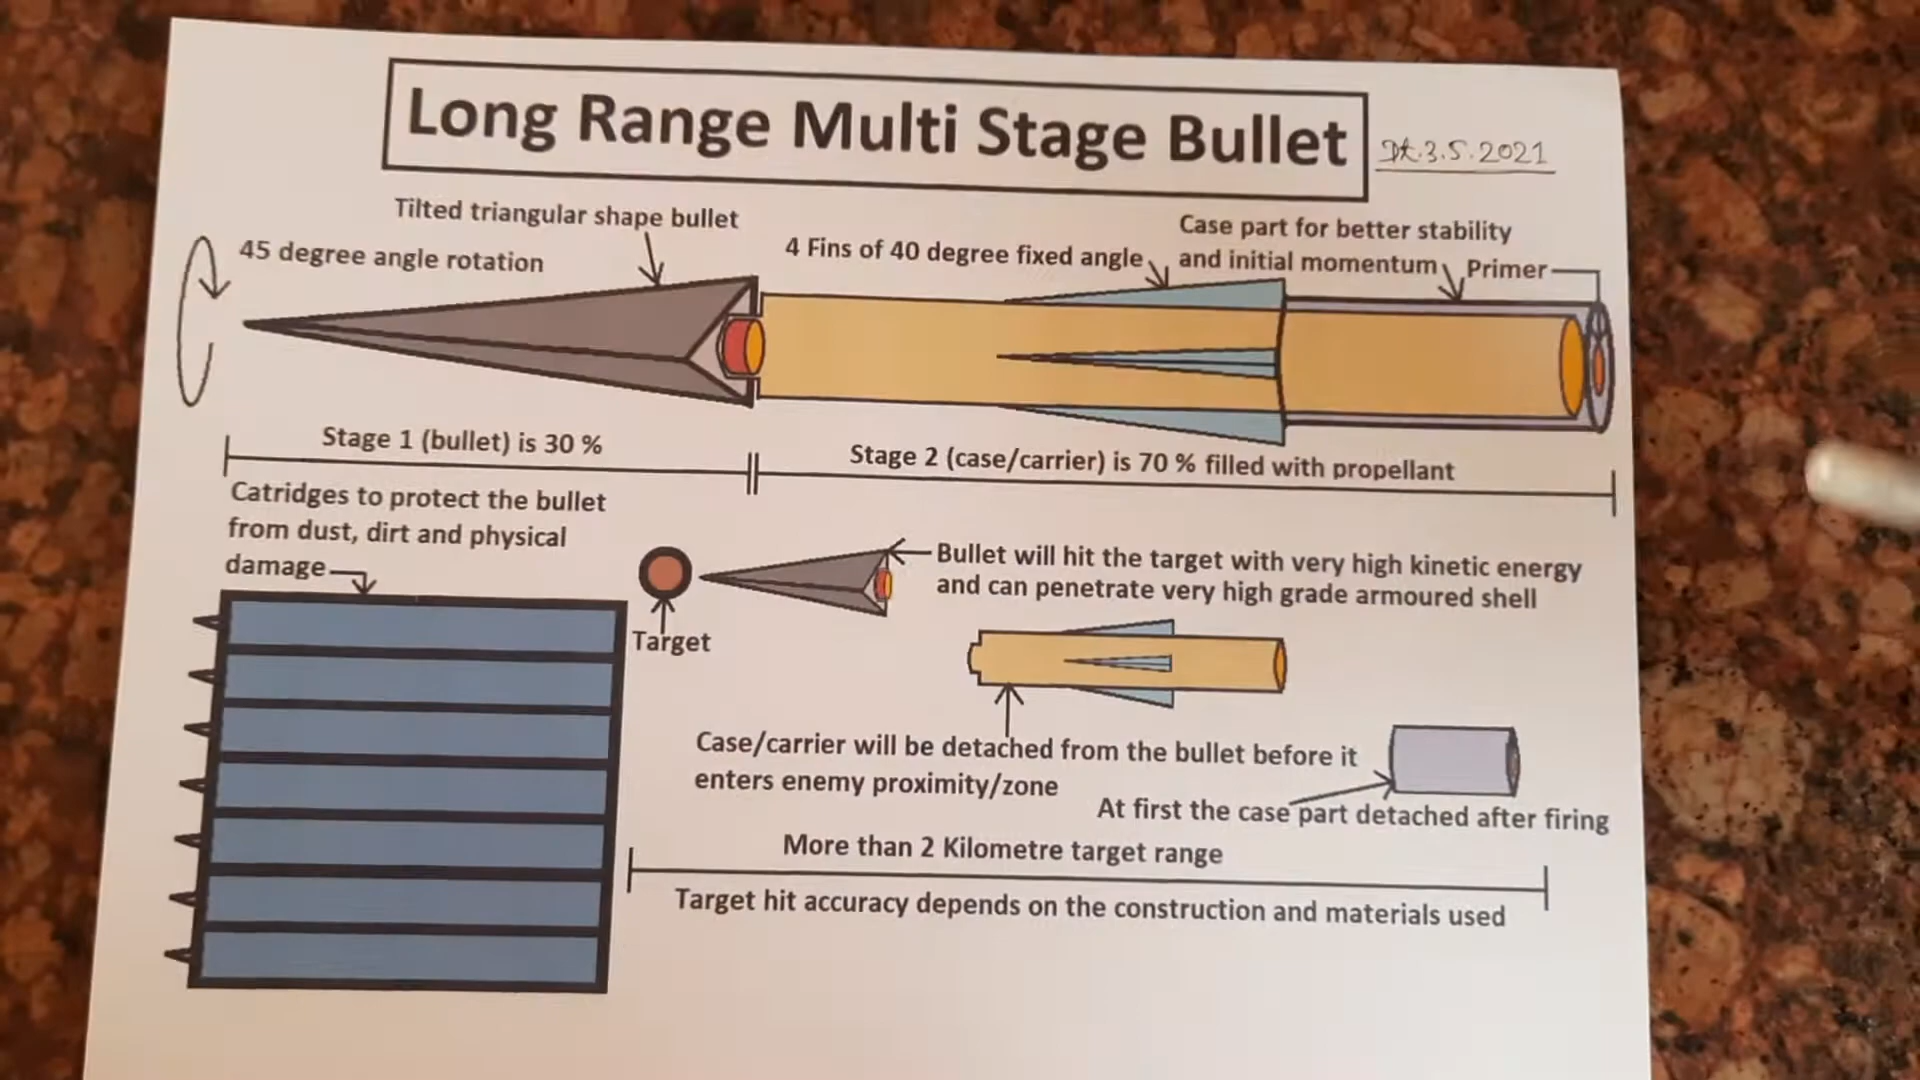 Long Range Multi Stage Bullet
Dt.3.5.2021
Tilted triangular shape bullet
45 degree angle rotation
4 Fins of 40 degree fixed angle
Case part for better stability
and initial momentum
Primer
Stage 1 (bullet) is 30 %
Stage 2 (case/carrier) is 70 % filled with propellant
Catridges to protect the bullet
from dust, dirt and physical
damage
Target
Bullet will hit the target with very high kinetic energy
and can penetrate very high grade armoured shell
Case/carrier will be detached from the bullet before it
enters enemy proximity/zone
At first the case part detached after firing
More than 2 Kilometre target range
Target hit accuracy depends on the construction and materials used